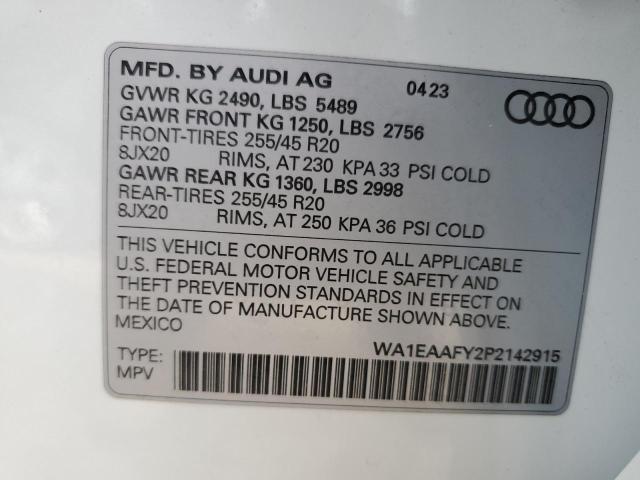 MFD. BY AUDI AG 0423
GVWR KG 2490, LBS 5489
GAWR FRONT KG 1250, LBS 2756
FRONT-TIRES 255/45 R20
8JX20 RIMS, AT 230 KPA 33 PSI COLD
GAWR REAR KG 1360, LBS 2998
REAR-TIRES 255/45 R20
8JX20 RIMS, AT 250 KPA 36 PSI COLD
THIS VEHICLE CONFORMS TO ALL APPLICABLE
U.S. FEDERAL MOTOR VEHICLE SAFETY AND
THEFT PREVENTION STANDARDS IN EFFECT ON
THE DATE OF MANUFACTURE SHOWN ABOVE.
MEXICO
WA1EAAFY2P2142915
TYPE:
MPV